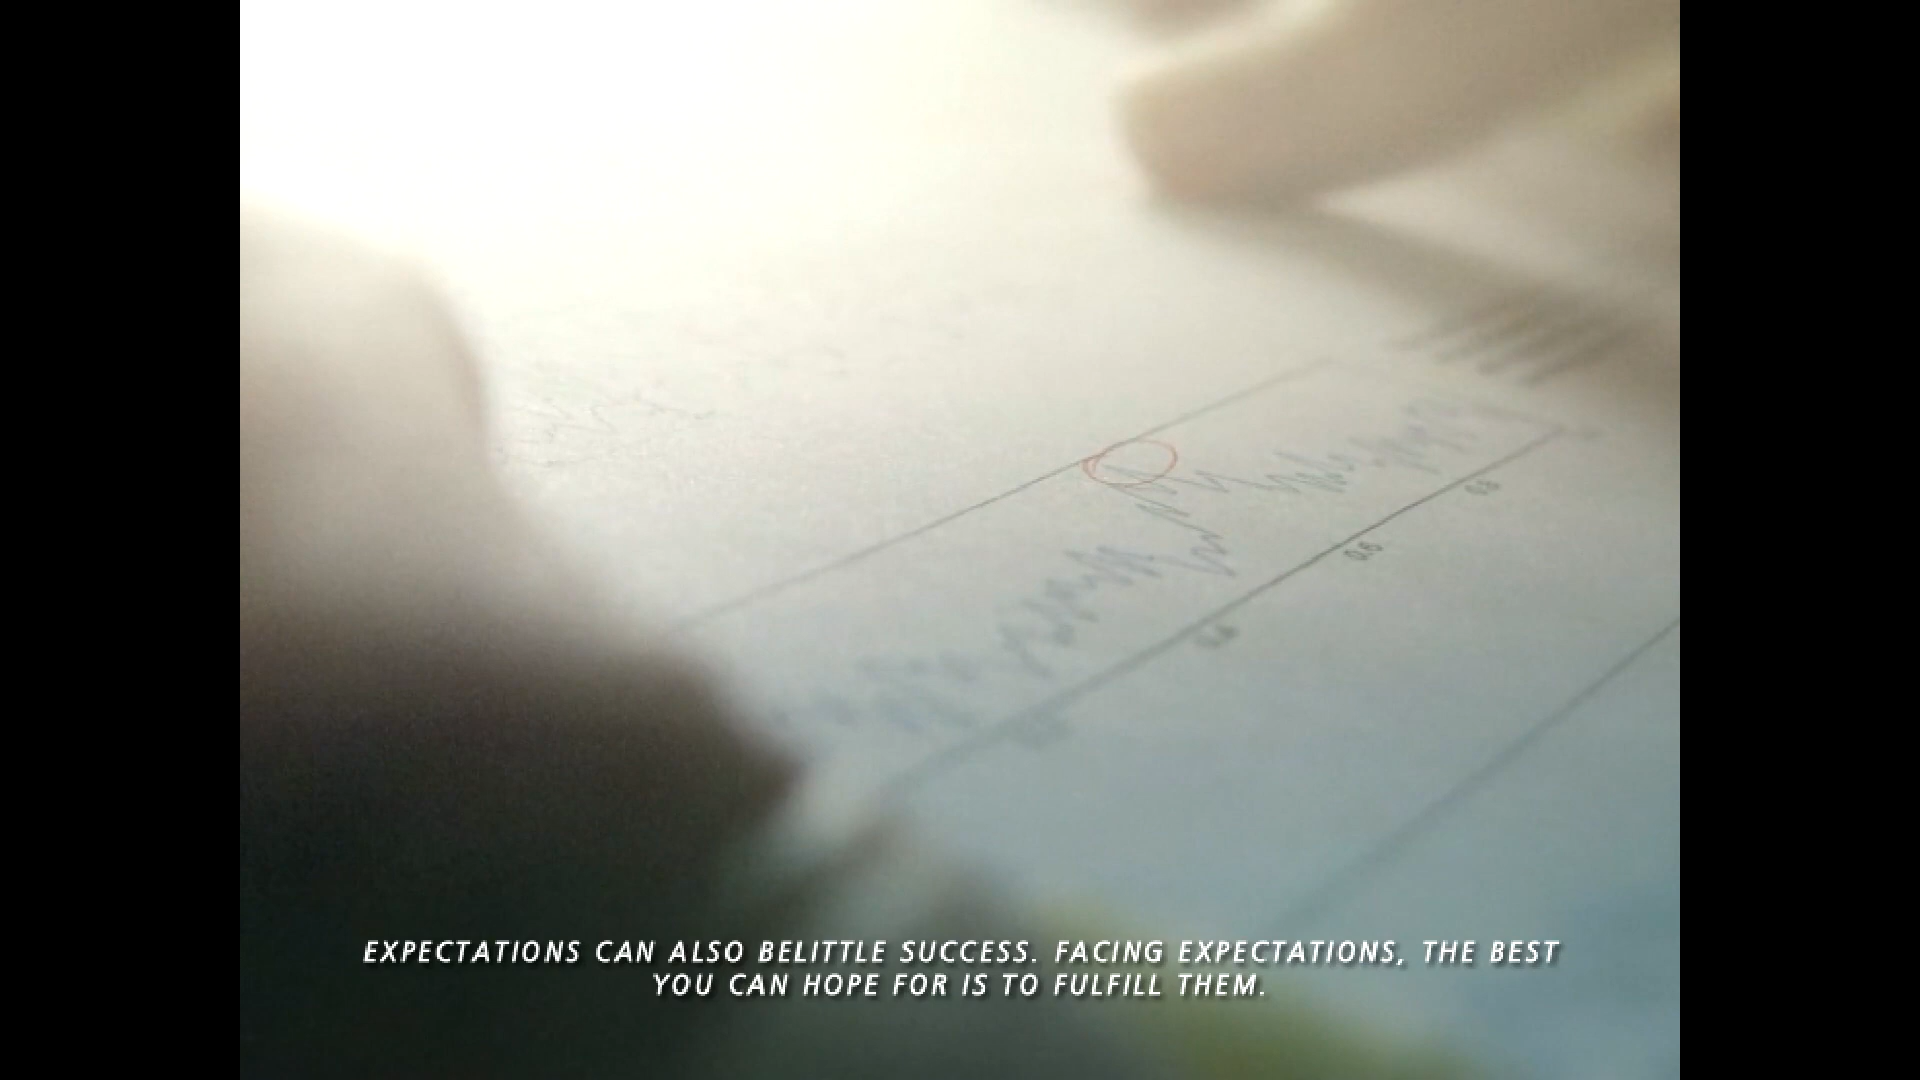 EXPECTATIONS CAN ALSO BELITTLE SUCCESS. FACING EXPECTATIONS, THE BEST
YOU CAN HOPE FOR IS TO FULFILL THEM.